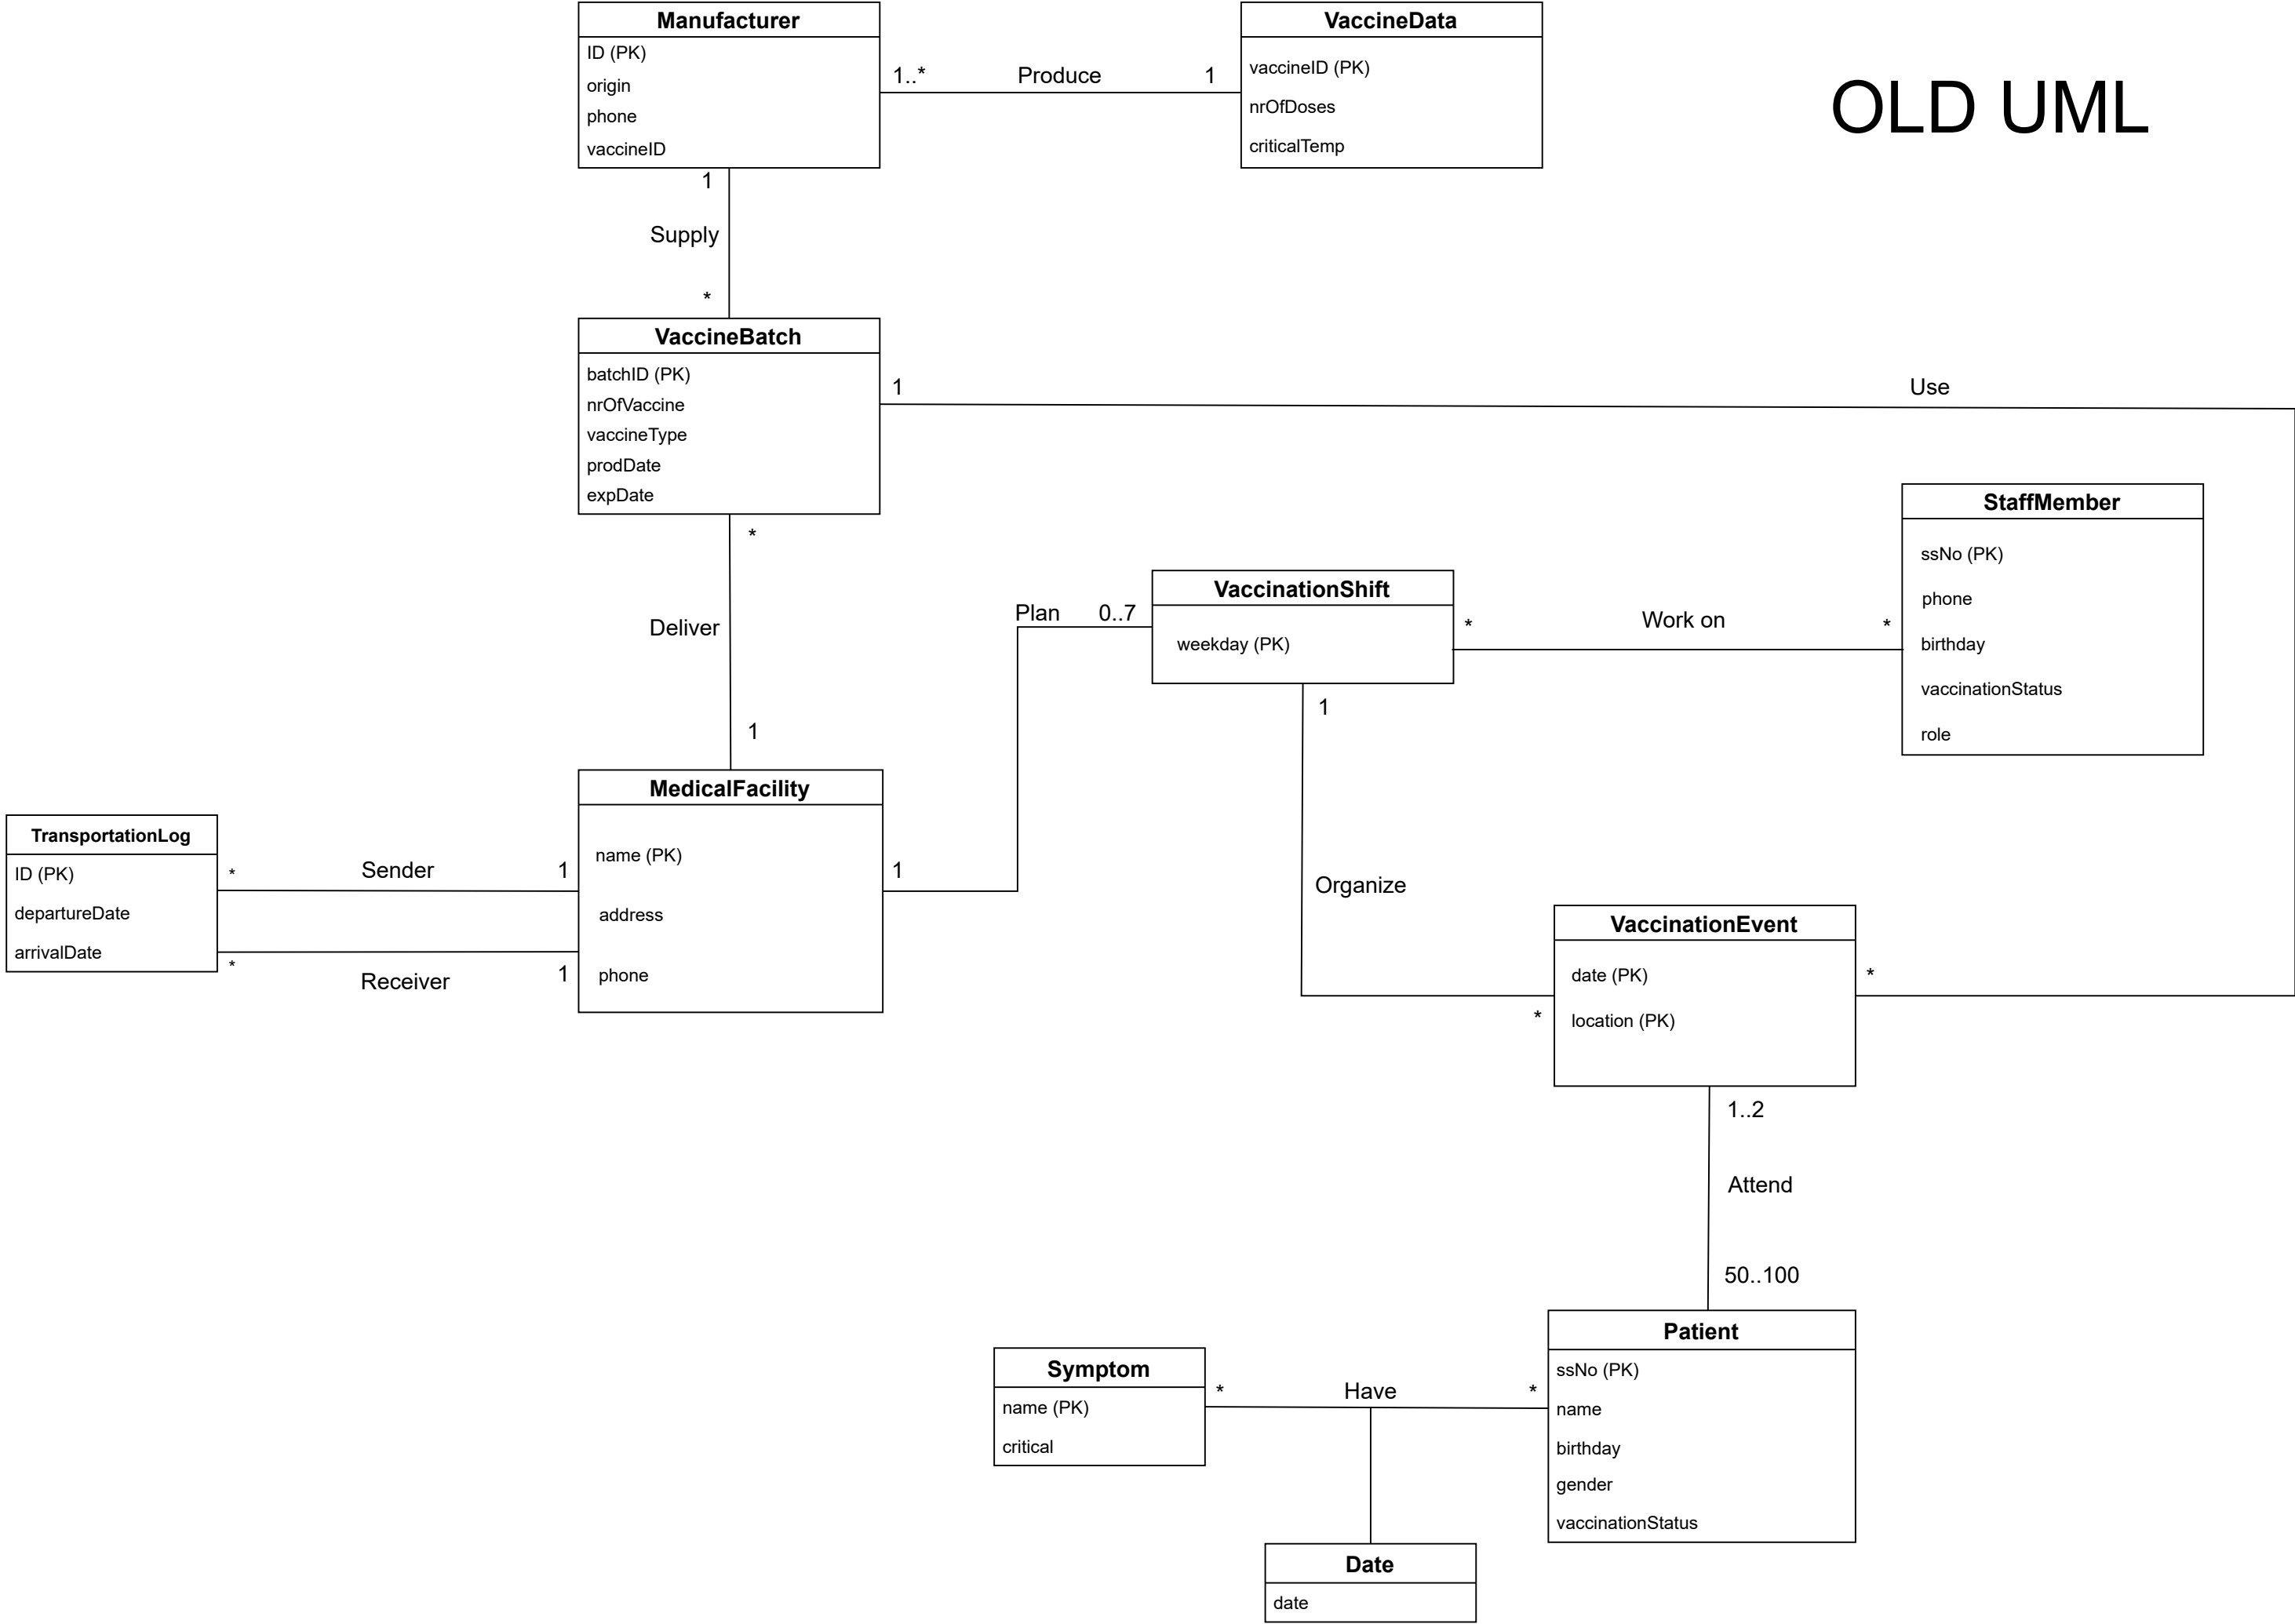 Manufacturer
ID (PK)
origin
phone
vaccineID
1..*
Produce
1
VaccineData
vaccineID (PK)
nrOfDoses
criticalTemp
OLD UML
1
Supply
*
VaccineBatch
batchID (PK)
nrOfVaccine
vaccineType
prodDate
expDate
1
Use
*
Deliver
1
StaffMember
ssNo (PK)
phone
birthday
vaccinationStatus
role
Plan
0..7
VaccinationShift
weekday (PK)
*
Work on
*
1
Organize
*
MedicalFacility
name (PK)
address
phone
1
TransportationLog
ID (PK)
departureDate
arrivalDate
*
Sender
1
*
Receiver
1
VaccinationEvent
date (PK)
location (PK)
*
1..2
Attend
50..100
Patient
ssNo (PK)
name
birthday
gender
vaccinationStatus
Symptom
name (PK)
critical
*
Have
*
Date
date